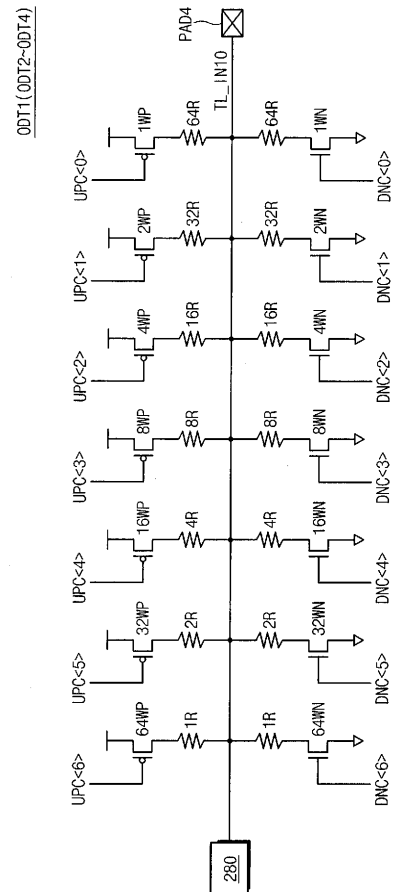 ODT1(ODT2~ODT4)
PAD4
TL_IN10
UPC<0>
1WP
64R
64R
1WN
DNC<0>
UPC<1>
2WP
32R
32R
2WN
DNC<1>
UPC<2>
4WP
16R
16R
4WN
DNC<2>
UPC<3>
8WP
8R
8R
8WN
DNC<3>
UPC<4>
16WP
4R
4R
16WN
DNC<4>
UPC<5>
32WP
2R
2R
32WN
DNC<5>
UPC<6>
64WP
1R
1R
64WN
DNC<6>
280